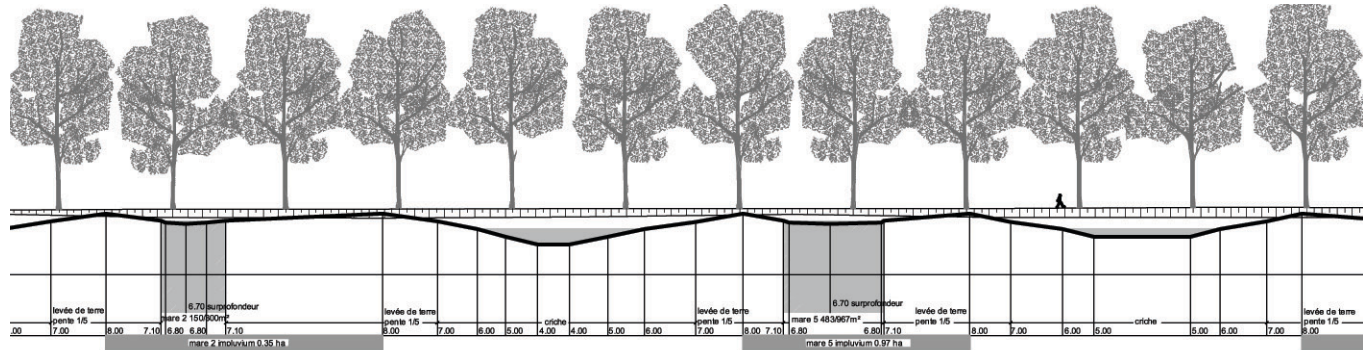 6.70 surprofondeur
6.70 surprofondeur
levée de terre
pente 1/5
mare 2 150/300m²
levée de terre
pente 1/5
criche
levée de terre
pente 1/5
mare 5 483/967m²
levée de terre
pente 1/5
criche
levée de terre
pente 1/5
.00 7.00 8.00 7.10 6.80 6.80 7.10 8.00 7.00 6.00 5.00 4.00 4.00 5.00 6.00 7.00 8.00 7.10 6.80 6.80 7.10 8.00 7.00 6.00 5.00 5.00 6.00 7.00 8.00
mare 2 impluvium 0.35 ha
mare 5 impluvium 0.97 ha